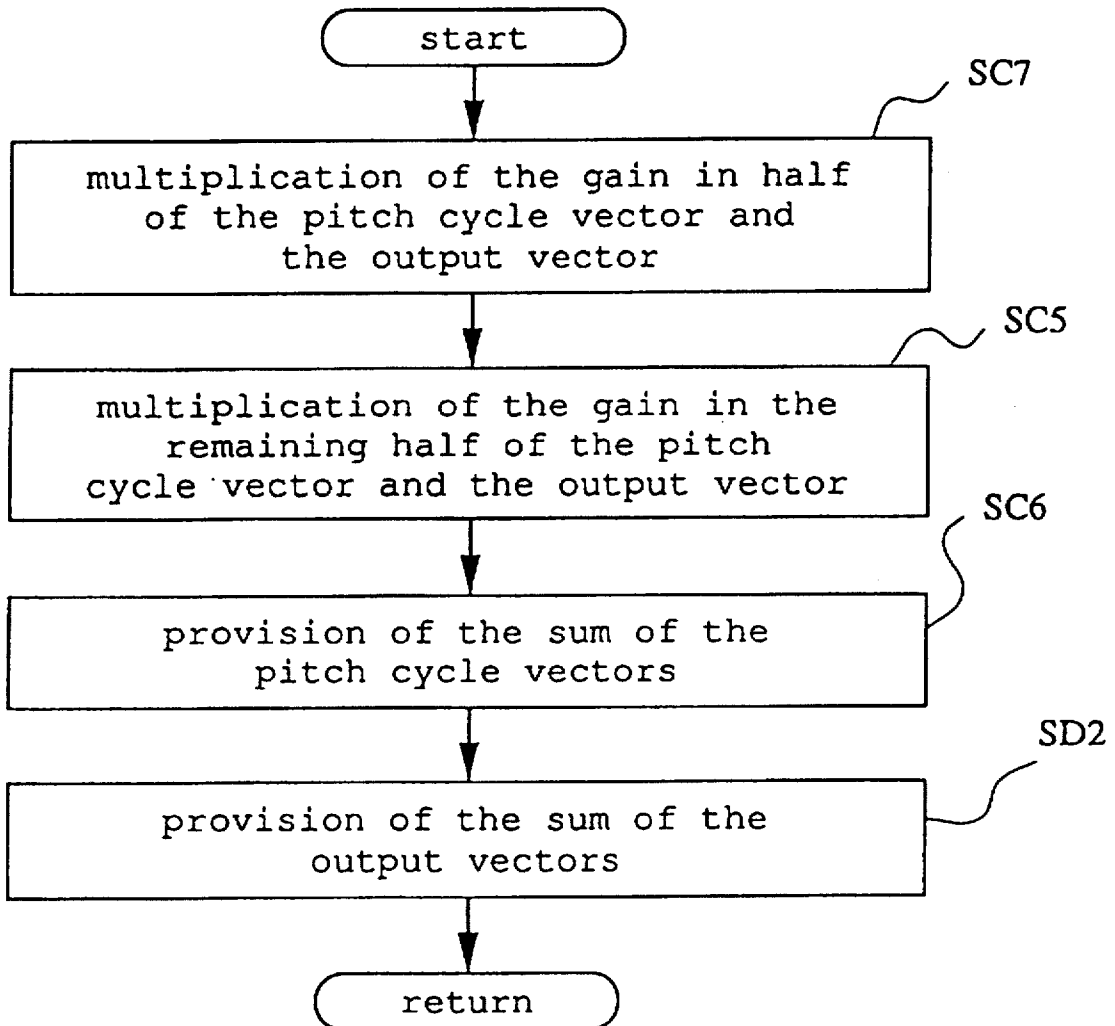 start
SC7
multiplication of the gain in half
of the pitch cycle vector and
the output vector
SC5
multiplication of the gain in the
remaining half of the pitch
cycle vector and the output vector
SC6
provision of the sum of the
pitch cycle vectors
SD2
provision of the sum of the
output vectors
return